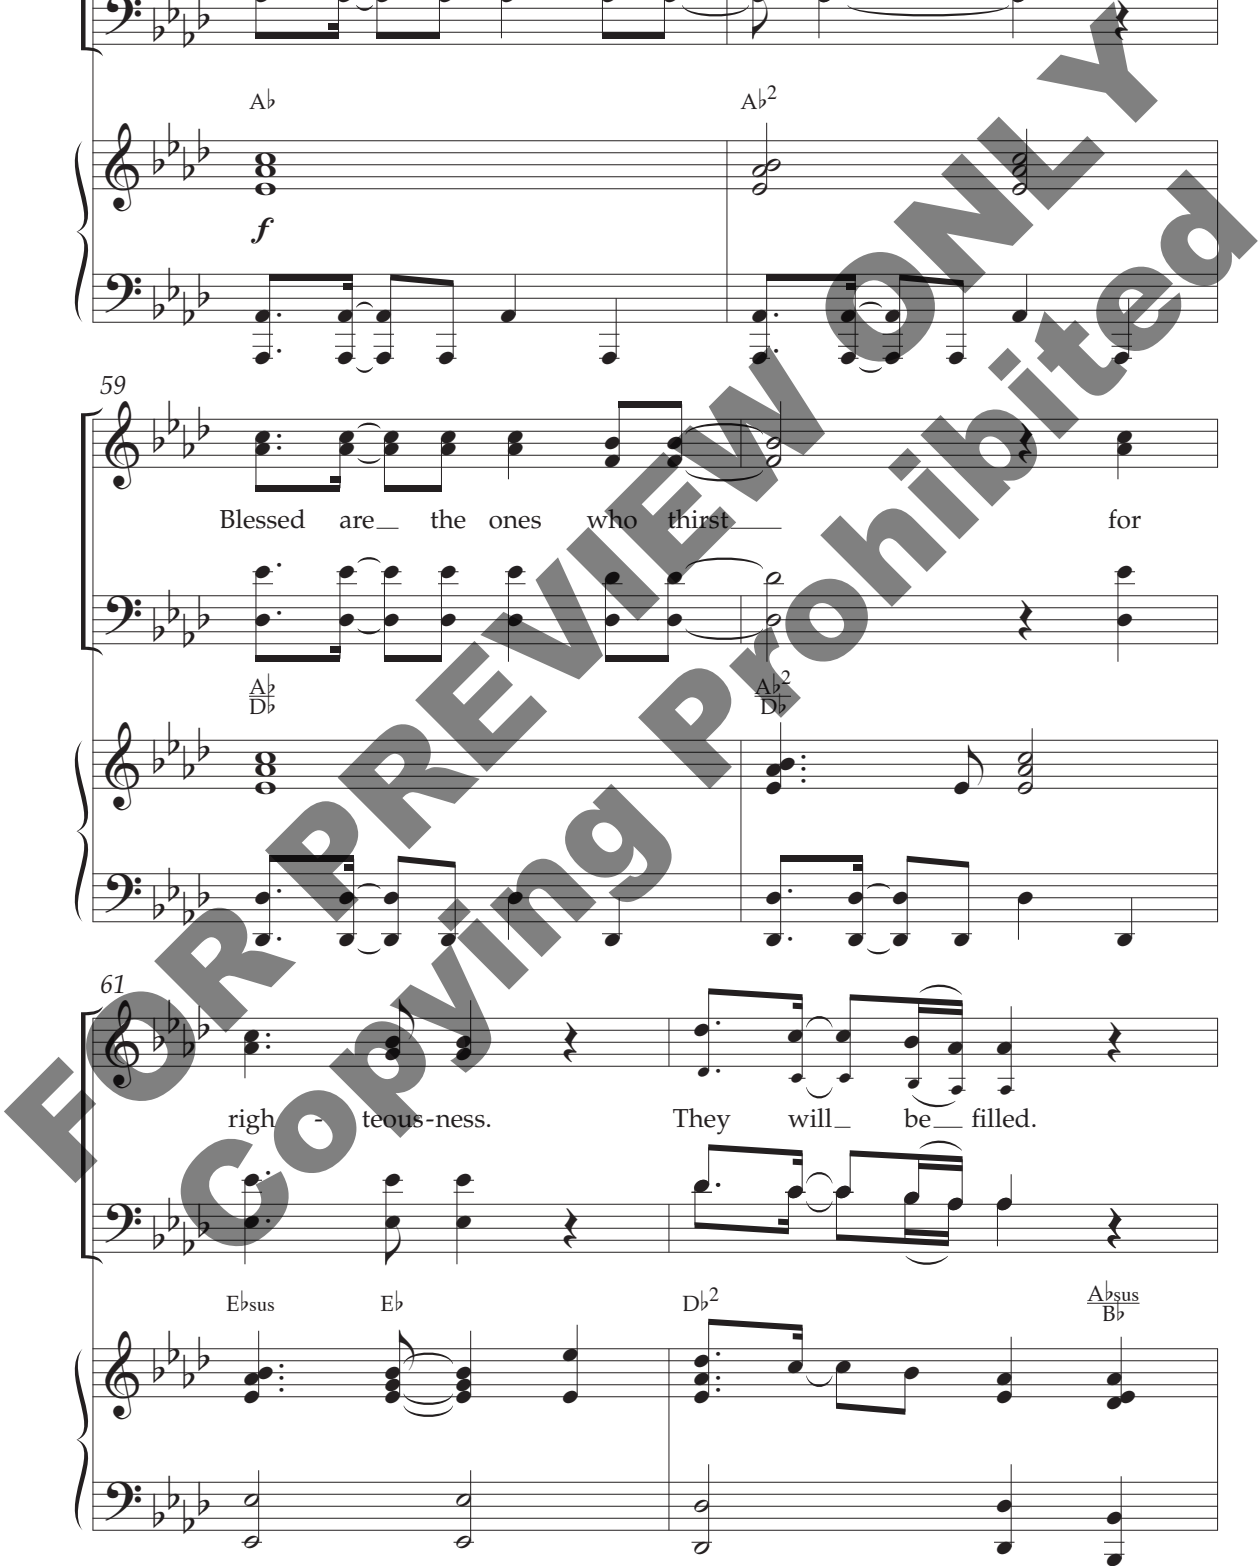 A♭ A♭2
f
59
Blessed are the ones who thirst for
A♭ A♭2
D♭ D♭
61
righ - teous-ness. They will be filled.
E♭sus E♭ D♭2 A♭sus
B♭
FOR PREVIEW ONLY
Copying Prohibited